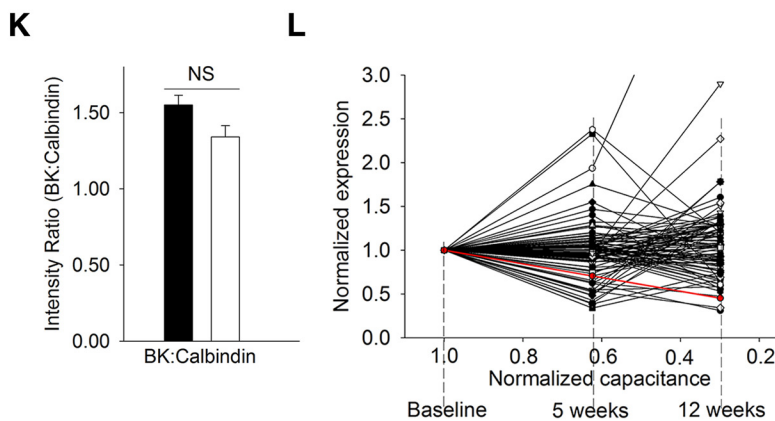 K
L
NS
Intensity Ratio (BK:Calbindin)
1.50
1.00
0.50
0.00
BK:Calbindin
Normalized expression
3.0
2.5
2.0
1.5
1.0
0.5
0.0
1.0 0.8 0.6 0.4 0.2
Normalized capacitance
Baseline 5 weeks 12 weeks